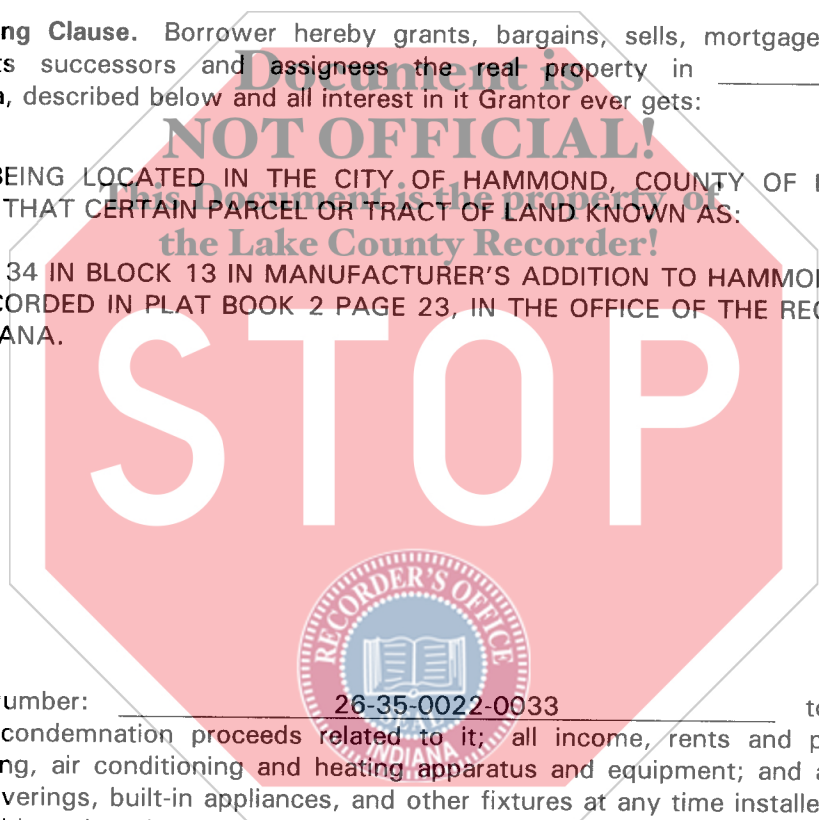 ng Clause. Borrower hereby grants, bargains, sells, mortgage
ts successors and assignees the real property in
a, described below and all interest in it Grantor ever gets:
Document is
NOT OFFICIAL!
This Document is the property of
the Lake County Recorder!
BEING LOCATED IN THE CITY OF HAMMOND, COUNTY OF
THAT CERTAIN PARCEL OR TRACT OF LAND KNOWN AS:
34 IN BLOCK 13 IN MANUFACTURER'S ADDITION TO HAMMO
CORDED IN PLAT BOOK 2 PAGE 23, IN THE OFFICE OF THE REC
ANA.
STOP
RECORDER'S OFFICE
SEAL
INDIANA
umber: 26-35-0022-0033 to
condemnation proceeds related to it; all income, rents and p
ng, air conditioning and heating apparatus and equipment; and a
verings, built-in appliances, and other fixtures at any time installe